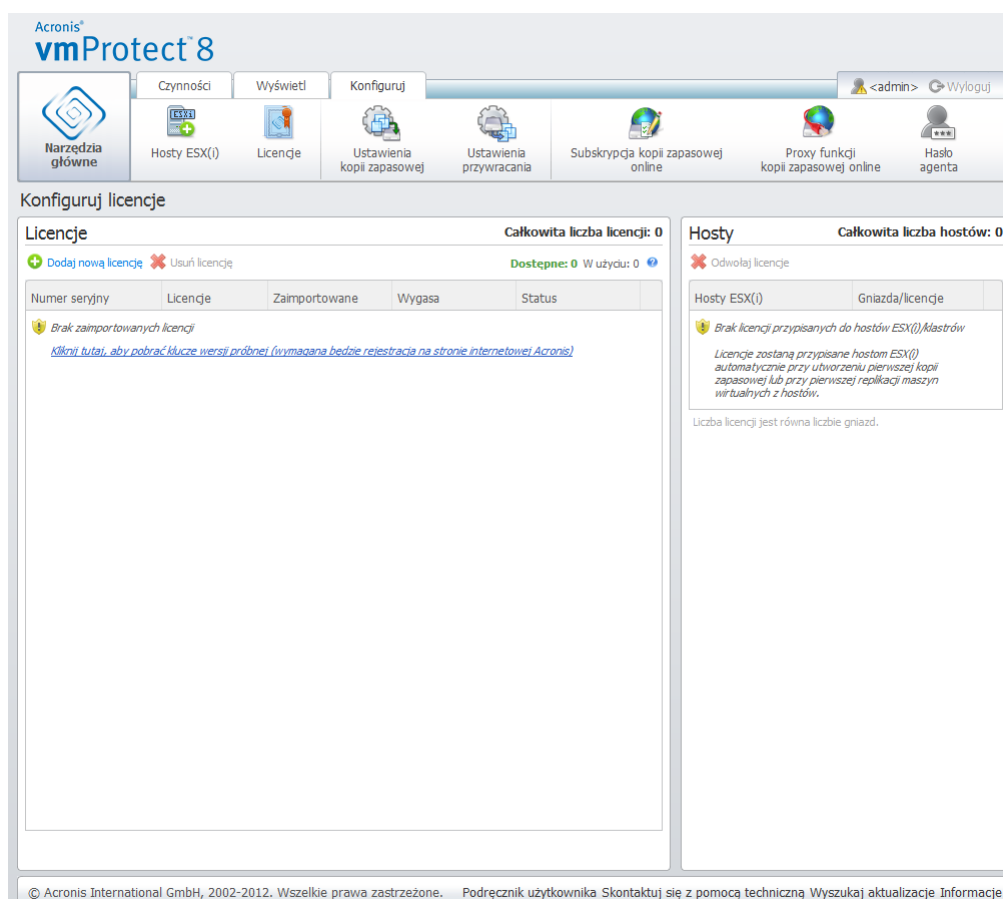 Acronis®
vmProtect™ 8
Narzędzia główne
Czynności
Wyświetl
Konfiguruj
<admin>
Wyloguj
Hosty ESX(i)
Licencje
Ustawienia kopii zapasowej
Ustawienia przywracania
Subskrypcja kopii zapasowej online
Proxy funkcji kopii zapasowej online
Hasło agenta
Konfiguruj licencje
Licencje
Całkowita liczba licencji: 0
Dodaj nową licencję
Usuń licencję
Dostępne: 0 W użyciu: 0
Numer seryjny
Licencje
Zaimportowane
Wygasa
Status
Brak zaimportowanych licencji
Kliknij tutaj, aby pobrać klucze wersji próbnej (wymagana bedzie rejestracja na stronie internetowej Acronis)
Hosty
Całkowita liczba hostów: 0
Odwołaj licencje
Hosty ESX(i)
Gniazda/licencje
Brak licencji przypisanych do hostów ESX(i)/klastrów
Licencje zostaną przypisane hostom ESX(i)
automatycznie przy utworzeniu pierwszej kopii
zapasowej lub przy pierwszej replikacji maszyn
wirtualnych z hostów.
Liczba licencji jest równa liczbie gniazd.
© Acronis International GmbH, 2002-2012. Wszelkie prawa zastrzeżone.
Podręcznik użytkownika Skontaktuj się z pomocą techniczną Wyszukaj aktualizacje Informacje